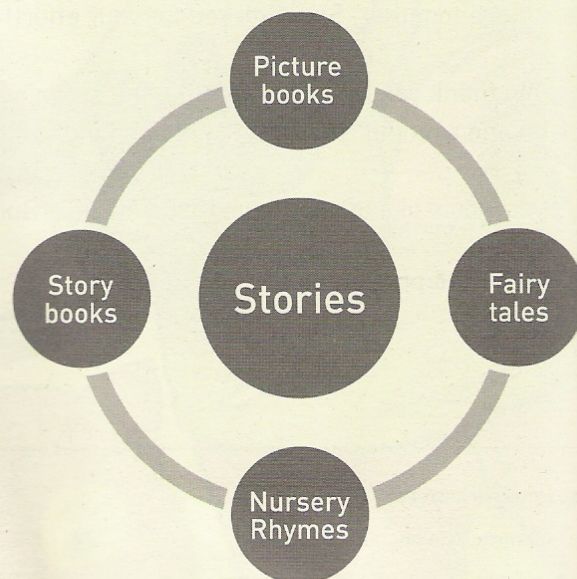 Picture
books
Story
books
Stories
Fairy
tales
Nursery
Rhymes